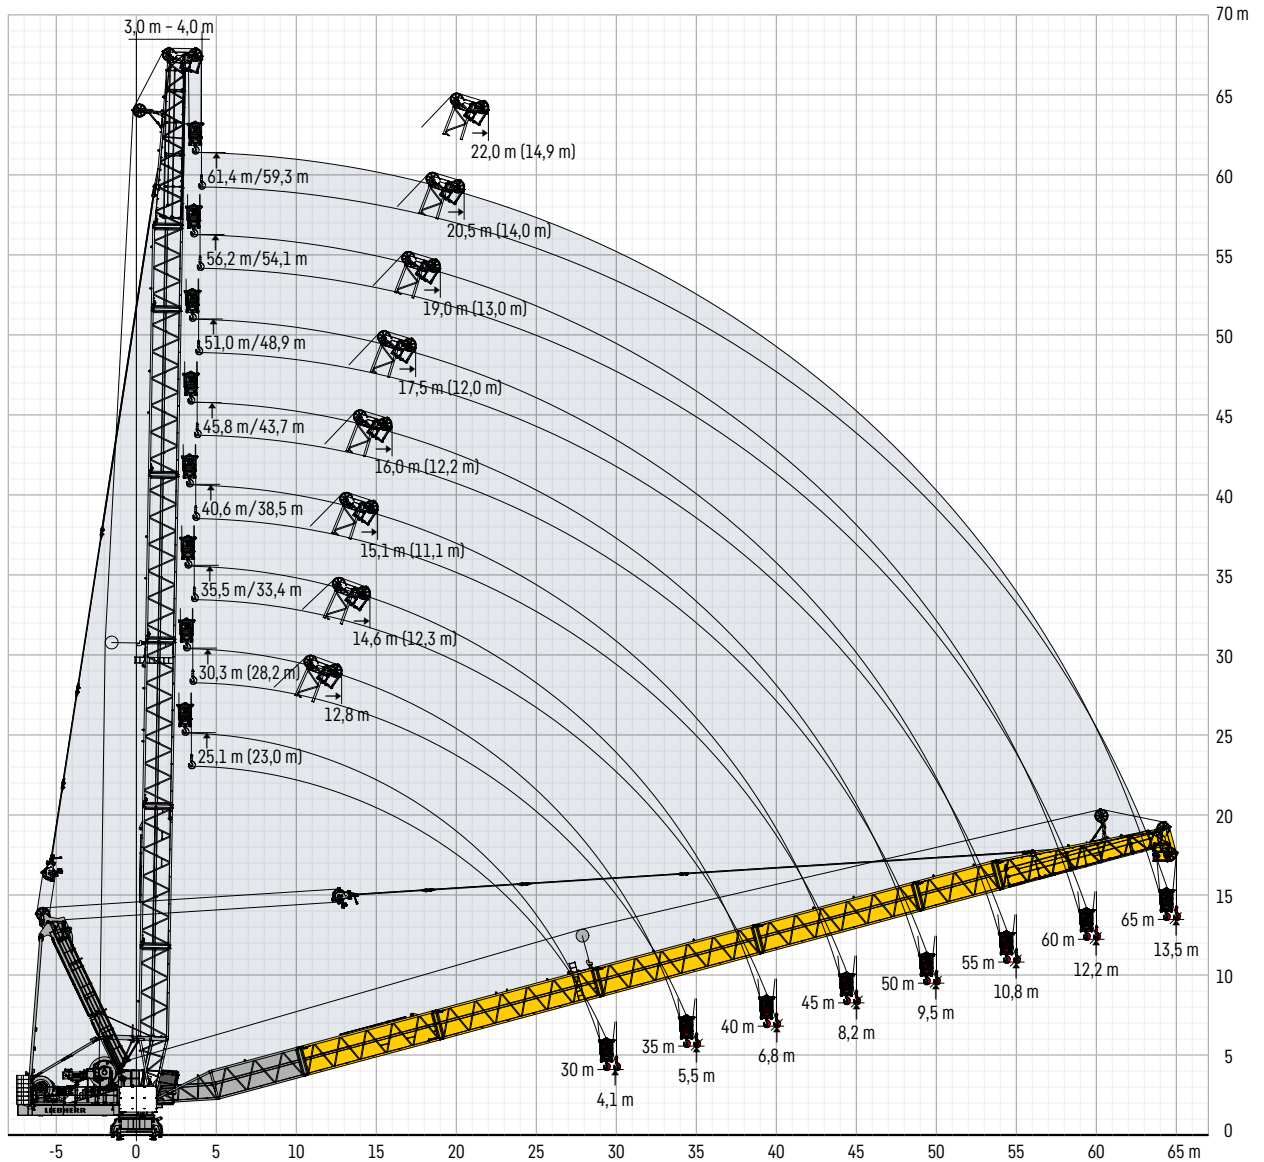 3,0 m – 4,0 m
70 m
65
22,0 m (14,9 m)
61,4 m/59,3 m
60
20,5 m (14,0 m)
56,2 m/54,1 m
55
19,0 m (13,0 m)
51,0 m/48,9 m
50
17,5 m (12,0 m)
45,8 m/43,7 m
45
16,0 m (12,2 m)
40,6 m/38,5 m
40
15,1 m (11,1 m)
35,5 m/33,4 m
35
14,6 m (12,3 m)
30,3 m (28,2 m)
30
12,8 m
25,1 m (23,0 m)
25
20
15
65 m
13,5 m
60 m
12,2 m
55 m
10,8 m
10
50 m
9,5 m
45 m
8,2 m
40 m
6,8 m
35 m
5,5 m
5
30 m
4,1 m
LIEBHERR
0
-5 0 5 10 15 20 25 30 35 40 45 50 55 60 65 m